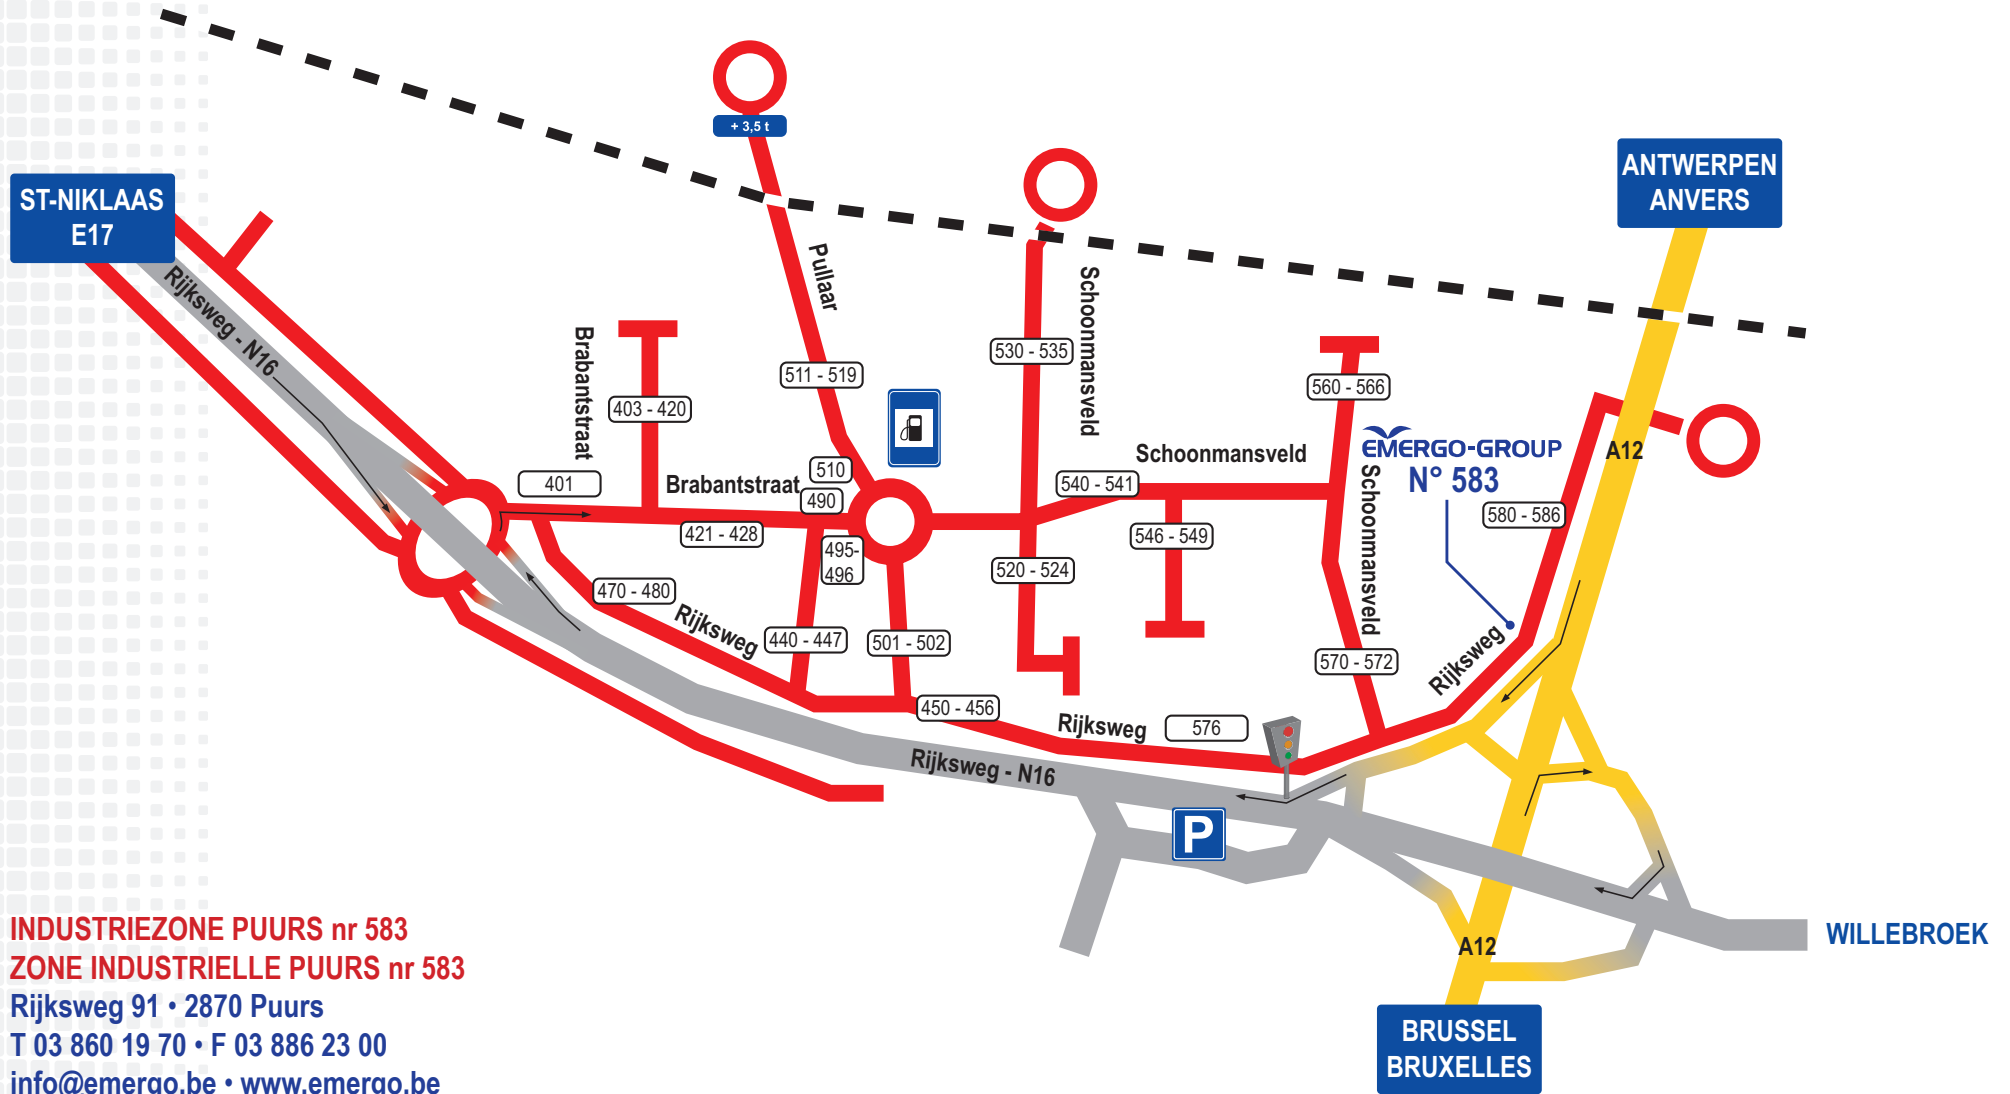 + 3,5 t
ST-NIKLAAS
E17
ANTWERPEN
ANVERS
Rijksweg - N16
Pullaar
Schoonmansveld
Brabantstraat
403 - 420
511 - 519
530 - 535
560 - 566
EMERGO-GROUP
N° 583
A12
401
Brabantstraat
510
490
540 - 541
Schoonmansveld
Schoonmansveld
580 - 586
421 - 428
495-
496
546 - 549
520 - 524
470 - 480
Rijksweg
440 - 447
501 - 502
570 - 572
Rijksweg
450 - 456
Rijksweg
576
Rijksweg - N16
P
A12
WILLEBROEK
BRUSSEL
BRUXELLES
INDUSTRIEZONE PUURS nr 583
ZONE INDUSTRIELLE PUURS nr 583
Rijksweg 91 • 2870 Puurs
T 03 860 19 70 • F 03 886 23 00
info@emergo.be • www.emergo.be